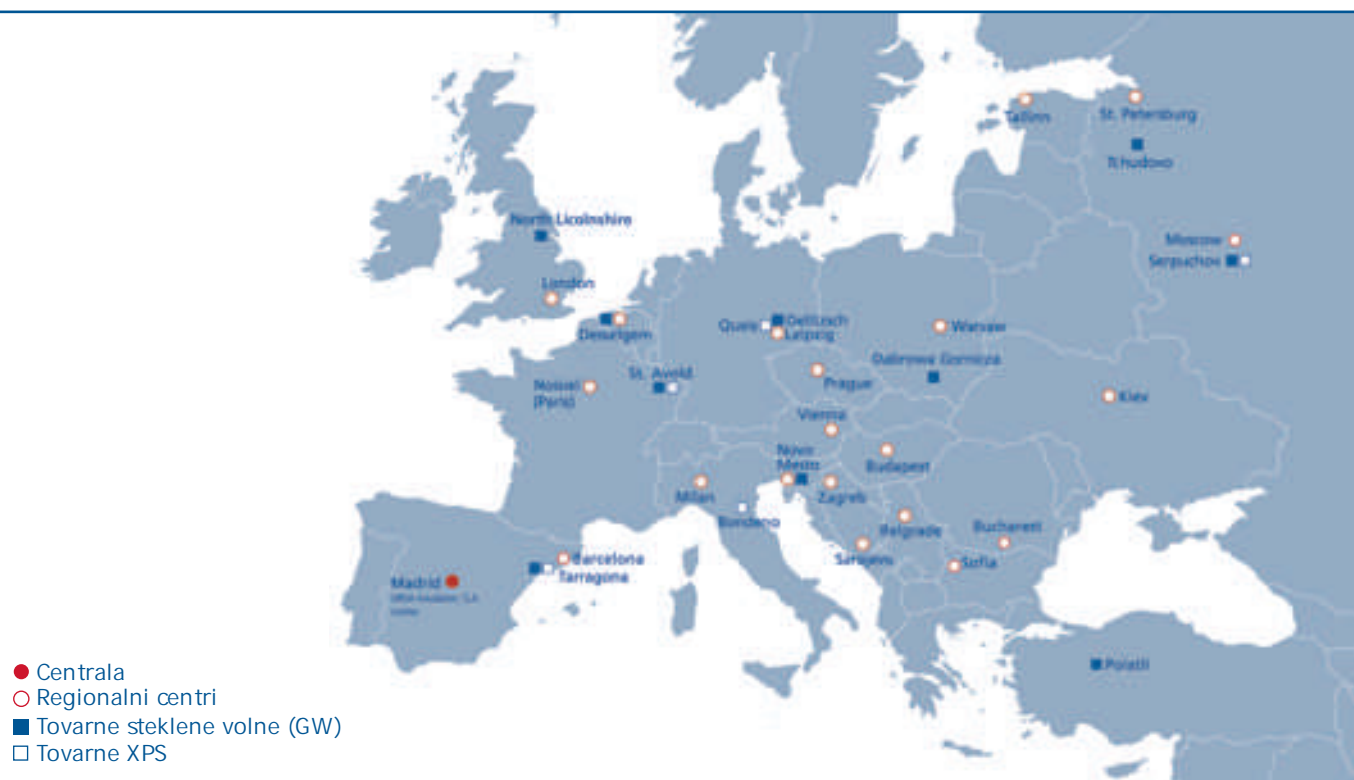 Tallinn
St. Petersburg
Tchudovo
North Licolnshire
Moscow
Serpuchov
London
Desselgem
Quels
Delitzsch
Leipzig
Warsaw
Dabrowa Gornicza
St. Avold
Prague
Noisiel
(Paris)
Kiev
Vienna
Novo
Mesto
Budapest
Milan
Zagreb
Bondeno
Belgrade
Bucharest
Sarajevo
Sofia
Barcelona
Tarragona
Madrid
Polatli
Centrala
Regionalni centri
Tovarne steklene volne (GW)
Tovarne XPS